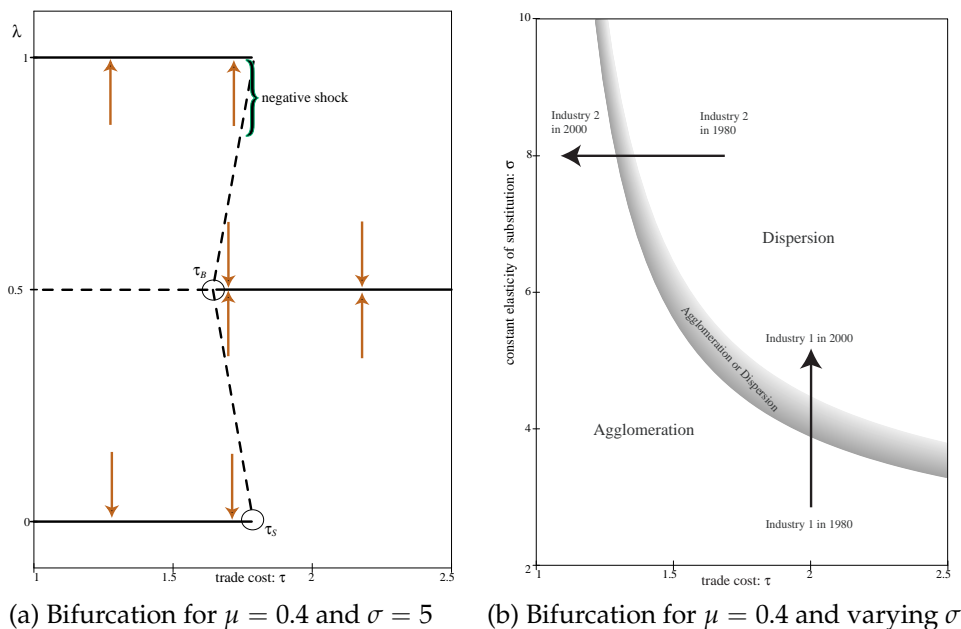 λ
1
negative shock
τB
0.5
0
τS
1
1.5
2
2.5
trade cost: τ
(a) Bifurcation for μ = 0.4 and σ = 5
10
8
6
4
2
constant elasticity of substitution: σ
Industry 2
in 2000
Industry 2
in 1980
Dispersion
Agglomeration or Dispersion
Industry 1 in 2000
Agglomeration
Industry 1 in 1980
1
1.5
2
2.5
trade cost: τ
(b) Bifurcation for μ = 0.4 and varying σ